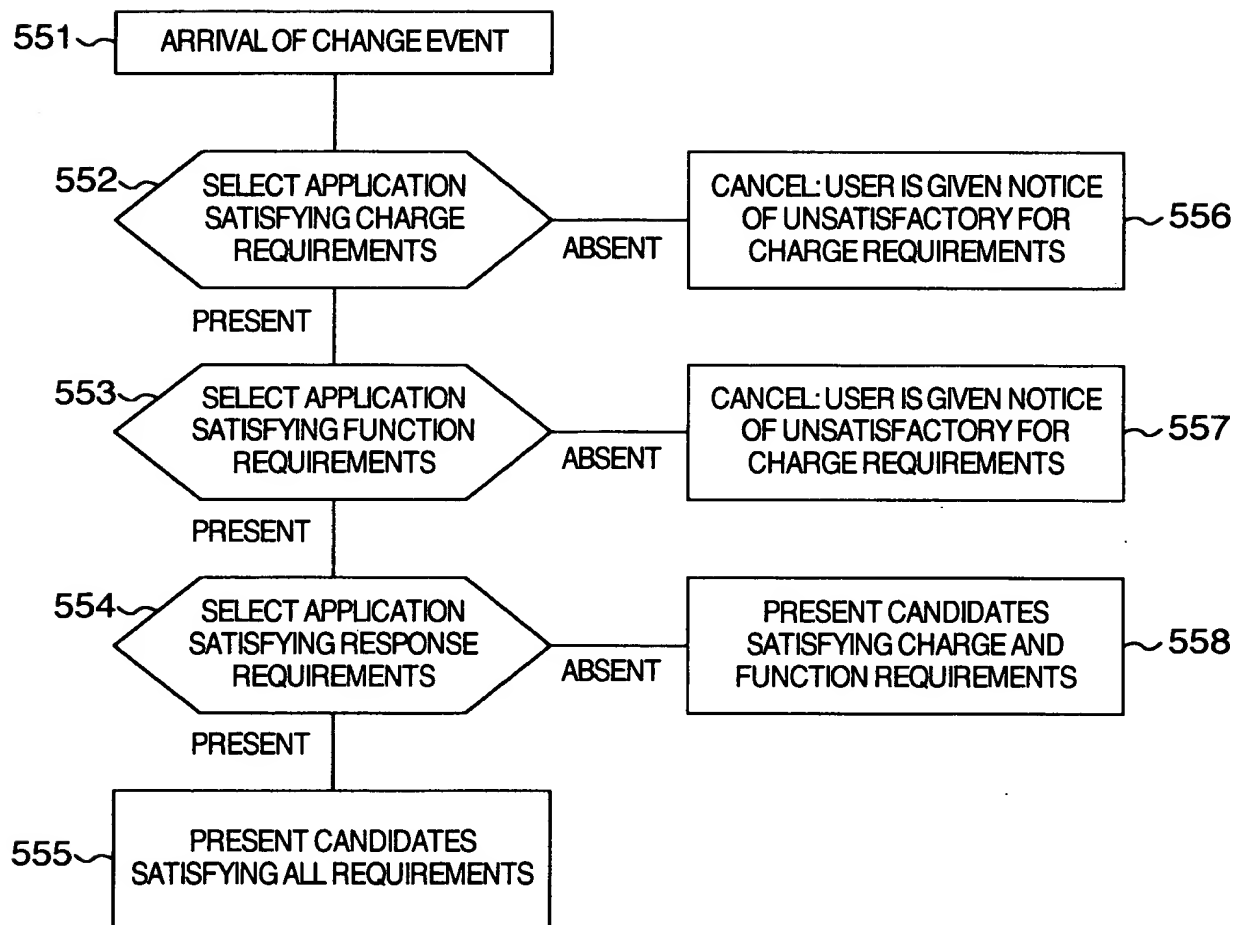 551
ARRIVAL OF CHANGE EVENT
552
SELECT APPLICATION
SATISFYING CHARGE
REQUIREMENTS
ABSENT
CANCEL: USER IS GIVEN NOTICE
OF UNSATISFACTORY FOR
CHARGE REQUIREMENTS
556
PRESENT
553
SELECT APPLICATION
SATISFYING FUNCTION
REQUIREMENTS
ABSENT
CANCEL: USER IS GIVEN NOTICE
OF UNSATISFACTORY FOR
CHARGE REQUIREMENTS
557
PRESENT
554
SELECT APPLICATION
SATISFYING RESPONSE
REQUIREMENTS
ABSENT
PRESENT CANDIDATES
SATISFYING CHARGE AND
FUNCTION REQUIREMENTS
558
PRESENT
555
PRESENT CANDIDATES
SATISFYING ALL REQUIREMENTS